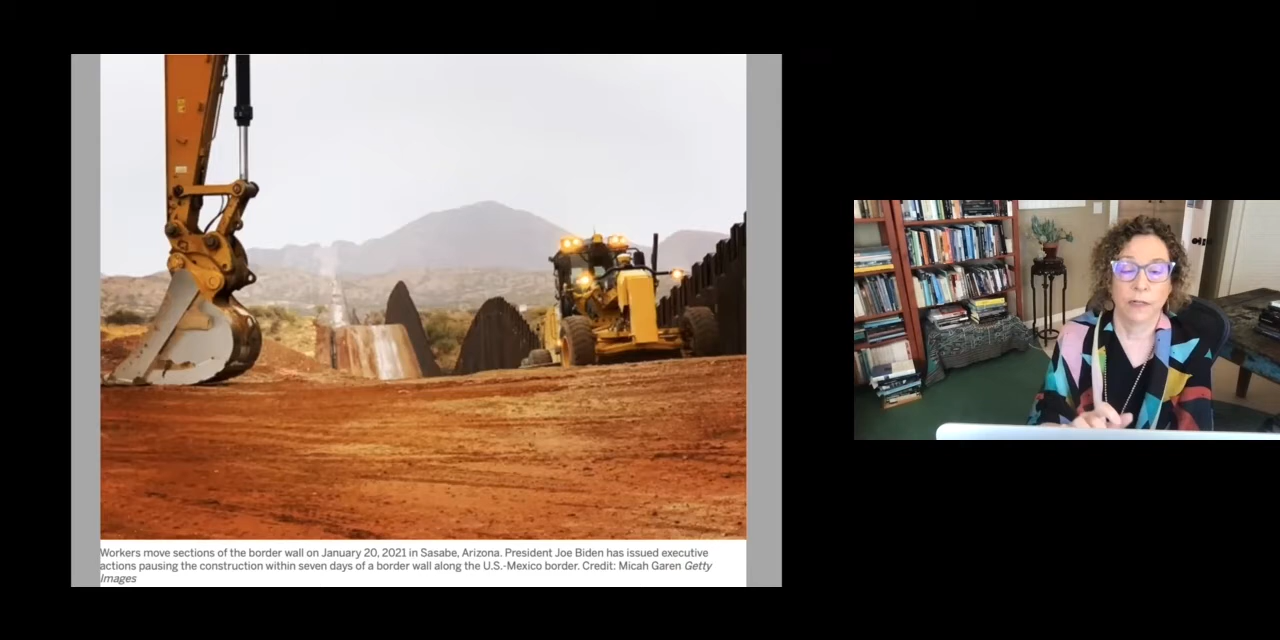 Workers move sections of the border wall on January 20, 2021 in Sasabe, Arizona. President Joe Biden has issued executive
actions pausing the construction within seven days of a border wall along the U.S.-Mexico border. Credit: Micah Garen Getty
Images